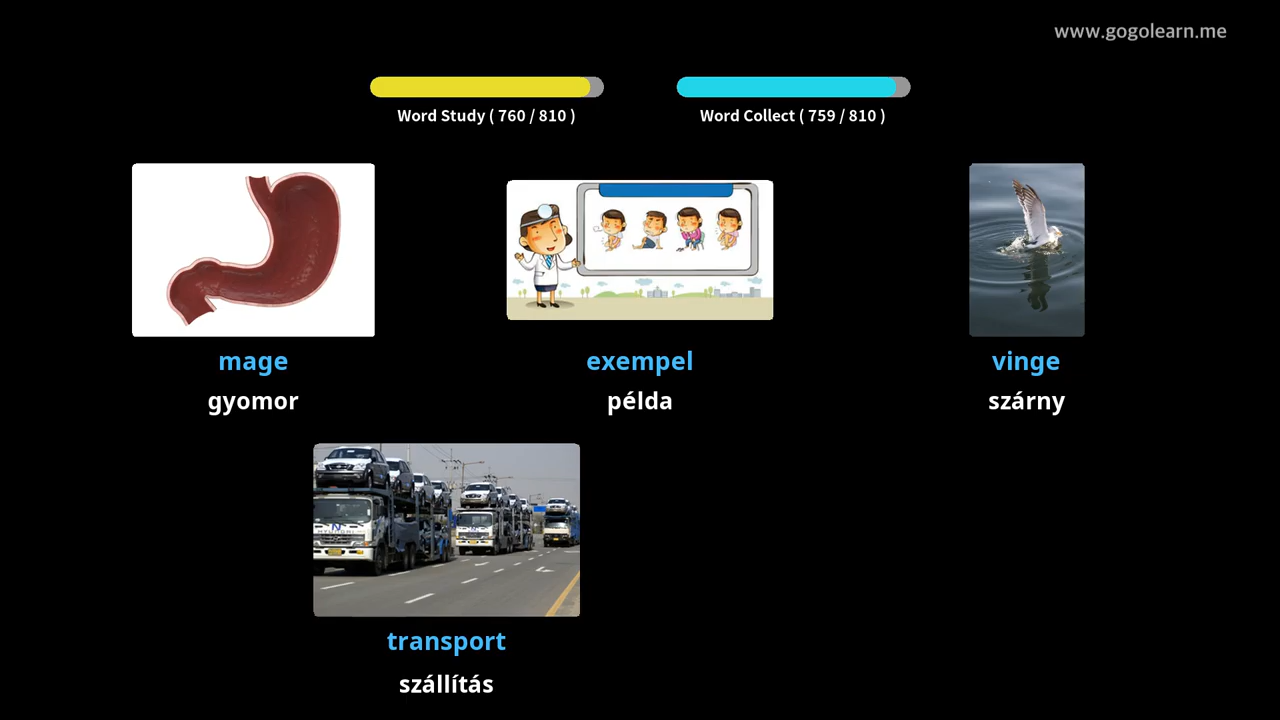 www.gogolearn.me
Word Study ( 760 / 810 )
Word Collect ( 759 / 810 )
mage
exempel
vinge
gyomor
példa
szárny
transport
szállítás